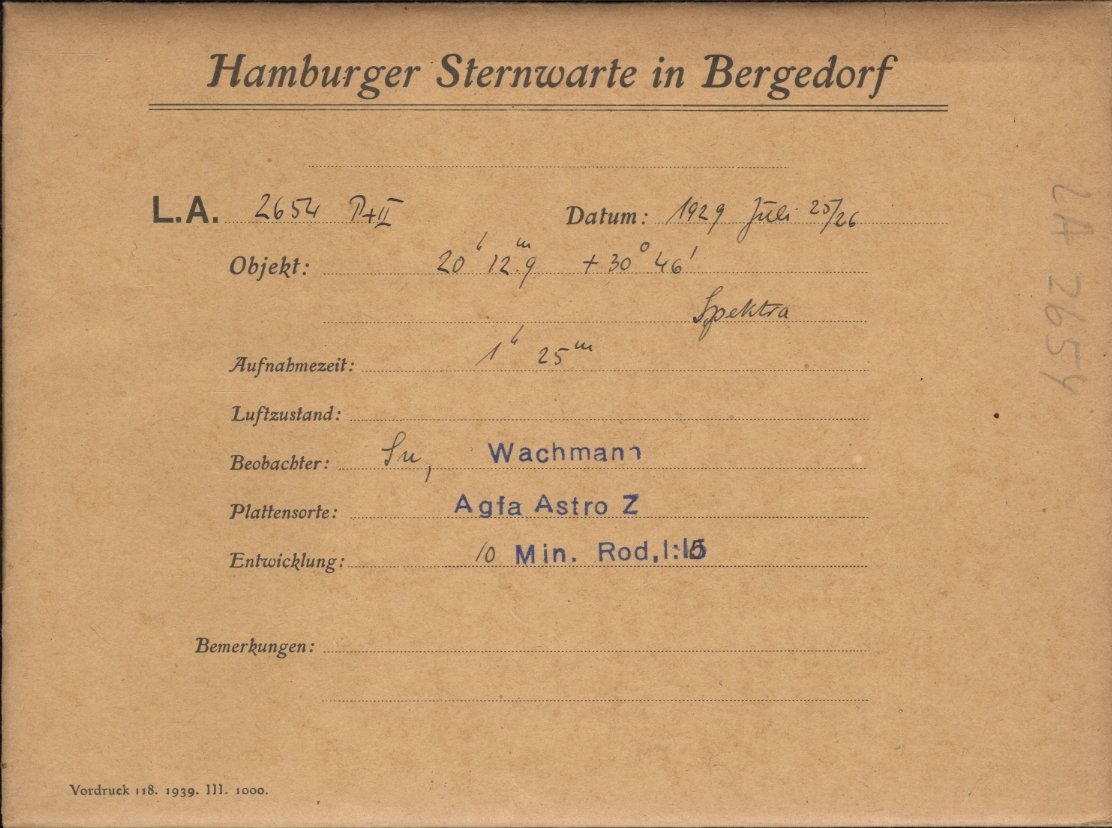 Hamburger Sternwarte in Bergedorf
L.A. 2654 P+II Datum: 1929 Juli 25/26
Objekt: 20h 12m.9 +30° 46'
Spektra
Aufnahmezeit: 1h 25m
Luftzustand:
Beobachter: Su, Wachmann
Plattensorte: Agfa Astro Z
Entwicklung: 10 Min. Rod, 1:15
Bemerkungen:
Vordruck 118. 1939. III. 1000.
LA 2654